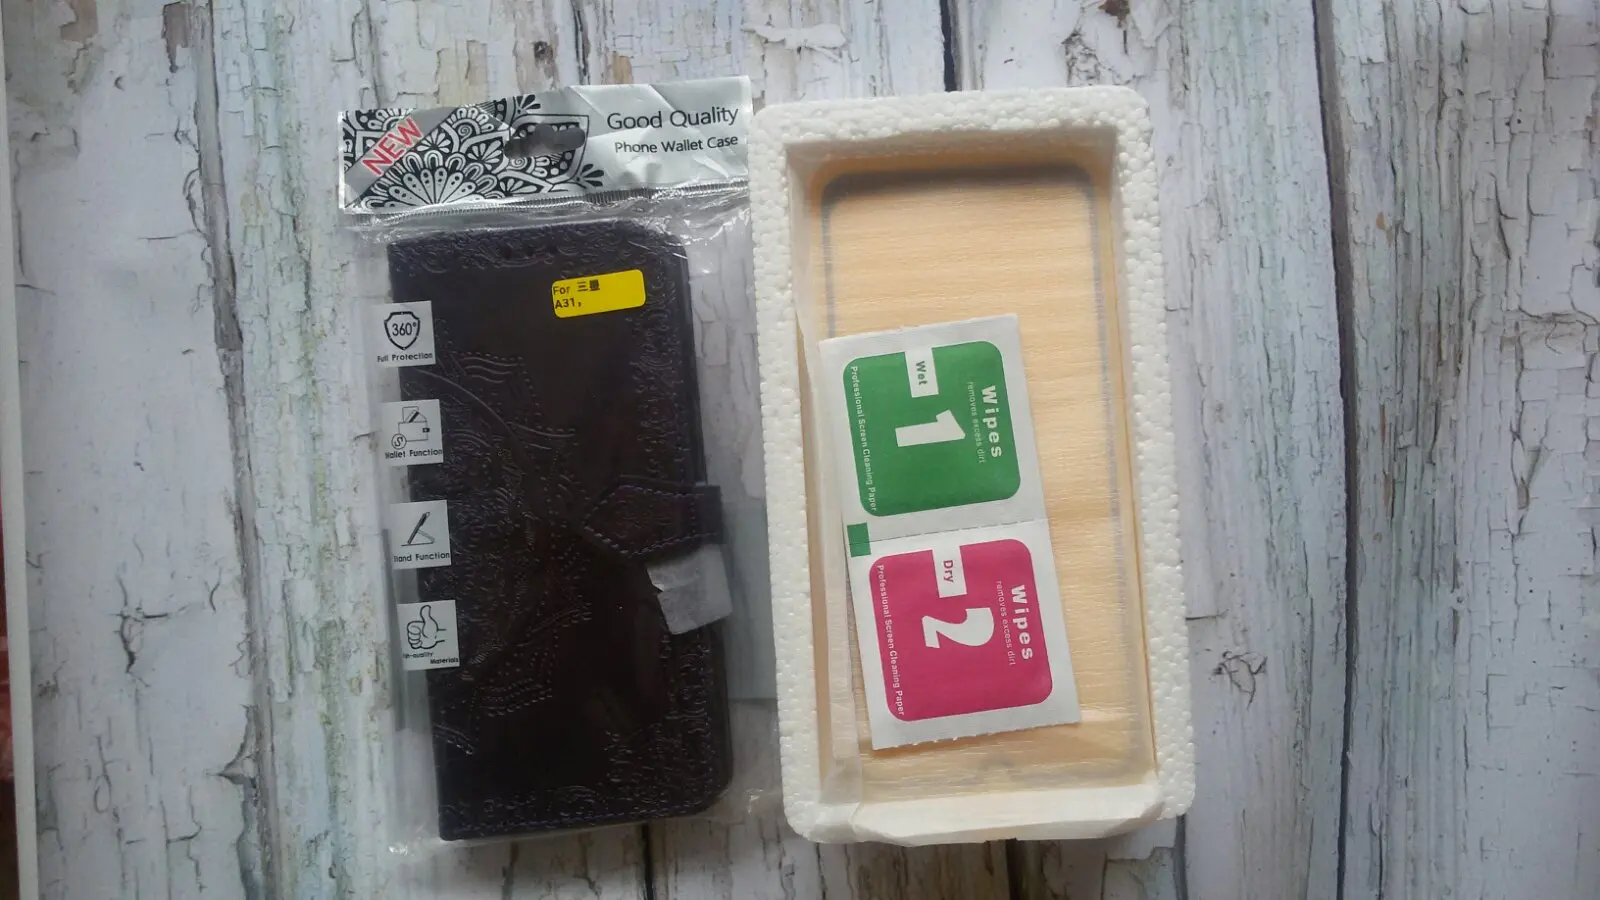 NEW
Good Quality
Phone Wallet Case
For 三星
A31,
360°
Full Protection
Wallet Function
Stand Function
High-quality Materials
Wet
1
Wipes
removes excess dirt
Professional Screen Cleaning Paper
Dry
2
Wipes
removes excess dirt
Professional Screen Cleaning Paper